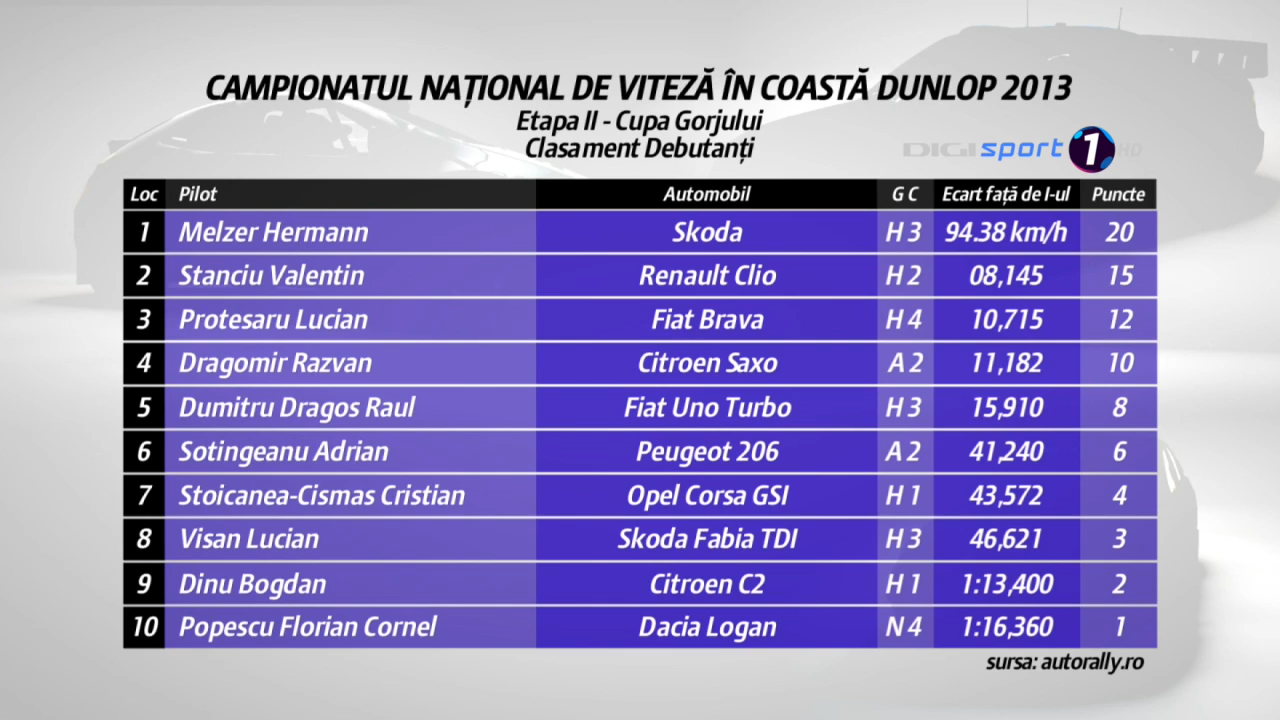 CAMPIONATUL NAȚIONAL DE VITEZĂ ÎN COASTĂ DUNLOP 2013
Etapa II - Cupa Gorjului
Clasament Debutanți
DIGI sport 1 HD
Loc Pilot Automobil G C Ecart față de I-ul Puncte
1 Melzer Hermann Skoda H 3 94.38 km/h 20
2 Stanciu Valentin Renault Clio H 2 08,145 15
3 Protesaru Lucian Fiat Brava H 4 10,715 12
4 Dragomir Razvan Citroen Saxo A 2 11,182 10
5 Dumitru Dragos Raul Fiat Uno Turbo H 3 15,910 8
6 Sotingeanu Adrian Peugeot 206 A 2 41,240 6
7 Stoicanea-Cismas Cristian Opel Corsa GSI H 1 43,572 4
8 Visan Lucian Skoda Fabia TDI H 3 46,621 3
9 Dinu Bogdan Citroen C2 H 1 1:13,400 2
10 Popescu Florian Cornel Dacia Logan N 4 1:16,360 1
sursa: autorally.ro